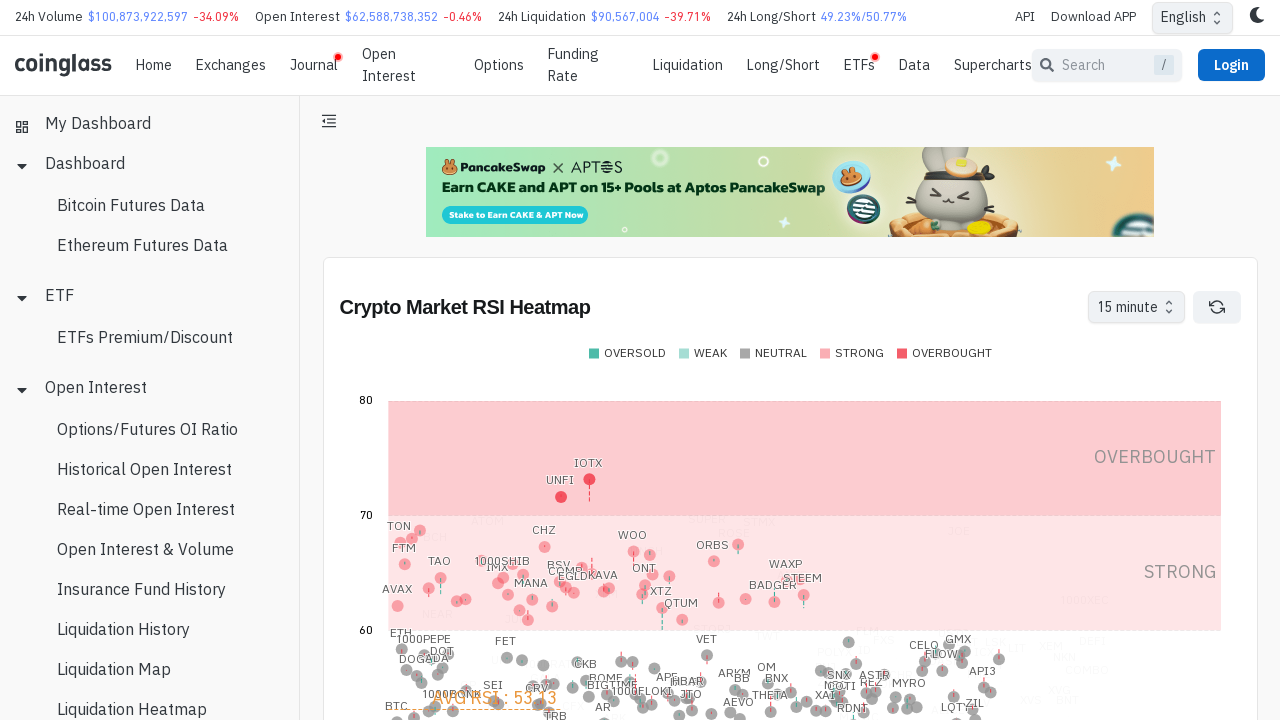 24h Volume $100,873,922,597 -34.09% Open Interest $62,588,738,352 -0.46% 24h Liquidation $90,567,004 -39.71% 24h Long/Short 49.23%/50.77% API Download APP English
coinglass Home Exchanges Journal Open Interest Options Funding Rate Liquidation Long/Short ETFs Data Supercharts Search / Login
My Dashboard
Dashboard
Bitcoin Futures Data
Ethereum Futures Data
ETF
ETFs Premium/Discount
Open Interest
Options/Futures OI Ratio
Historical Open Interest
Real-time Open Interest
Open Interest & Volume
Insurance Fund History
Liquidation History
Liquidation Map
Liquidation Heatmap
PancakeSwap X APTOS
Earn CAKE and APT on 15+ Pools at Aptos PancakeSwap
Stake to Earn CAKE & APT Now
Crypto Market RSI Heatmap
15 minute
OVERSOLD WEAK NEUTRAL STRONG OVERBOUGHT
80
OVERBOUGHT
IOTX
UNFI
70
TON
CHZ
WOO
ORBS
FTM
TAO
1000SHIB
IMX
BSV
COMP
EGLD
KAVA
ONT
WAXP
STRONG
AVAX
MANA
XTZ
BADGER
STEEM
QTUM
60
ETH
1000PEPE
FET
VET
CELO
GMX
DOT
DOGE
ADA
CKB
FLOW
OM
API3
SEI
1000BONK
CRV
BOME
BIGTIME
1000FLOKI
APT
HBAR
JTO
ARKM
BB
BNX
THETA
SNX
COTI
ASTR
REZ
MYRO
XAI
Avg RSI : 53.13
BTC
TRB
AR
AEVO
RDNT
LQTY
ZIL